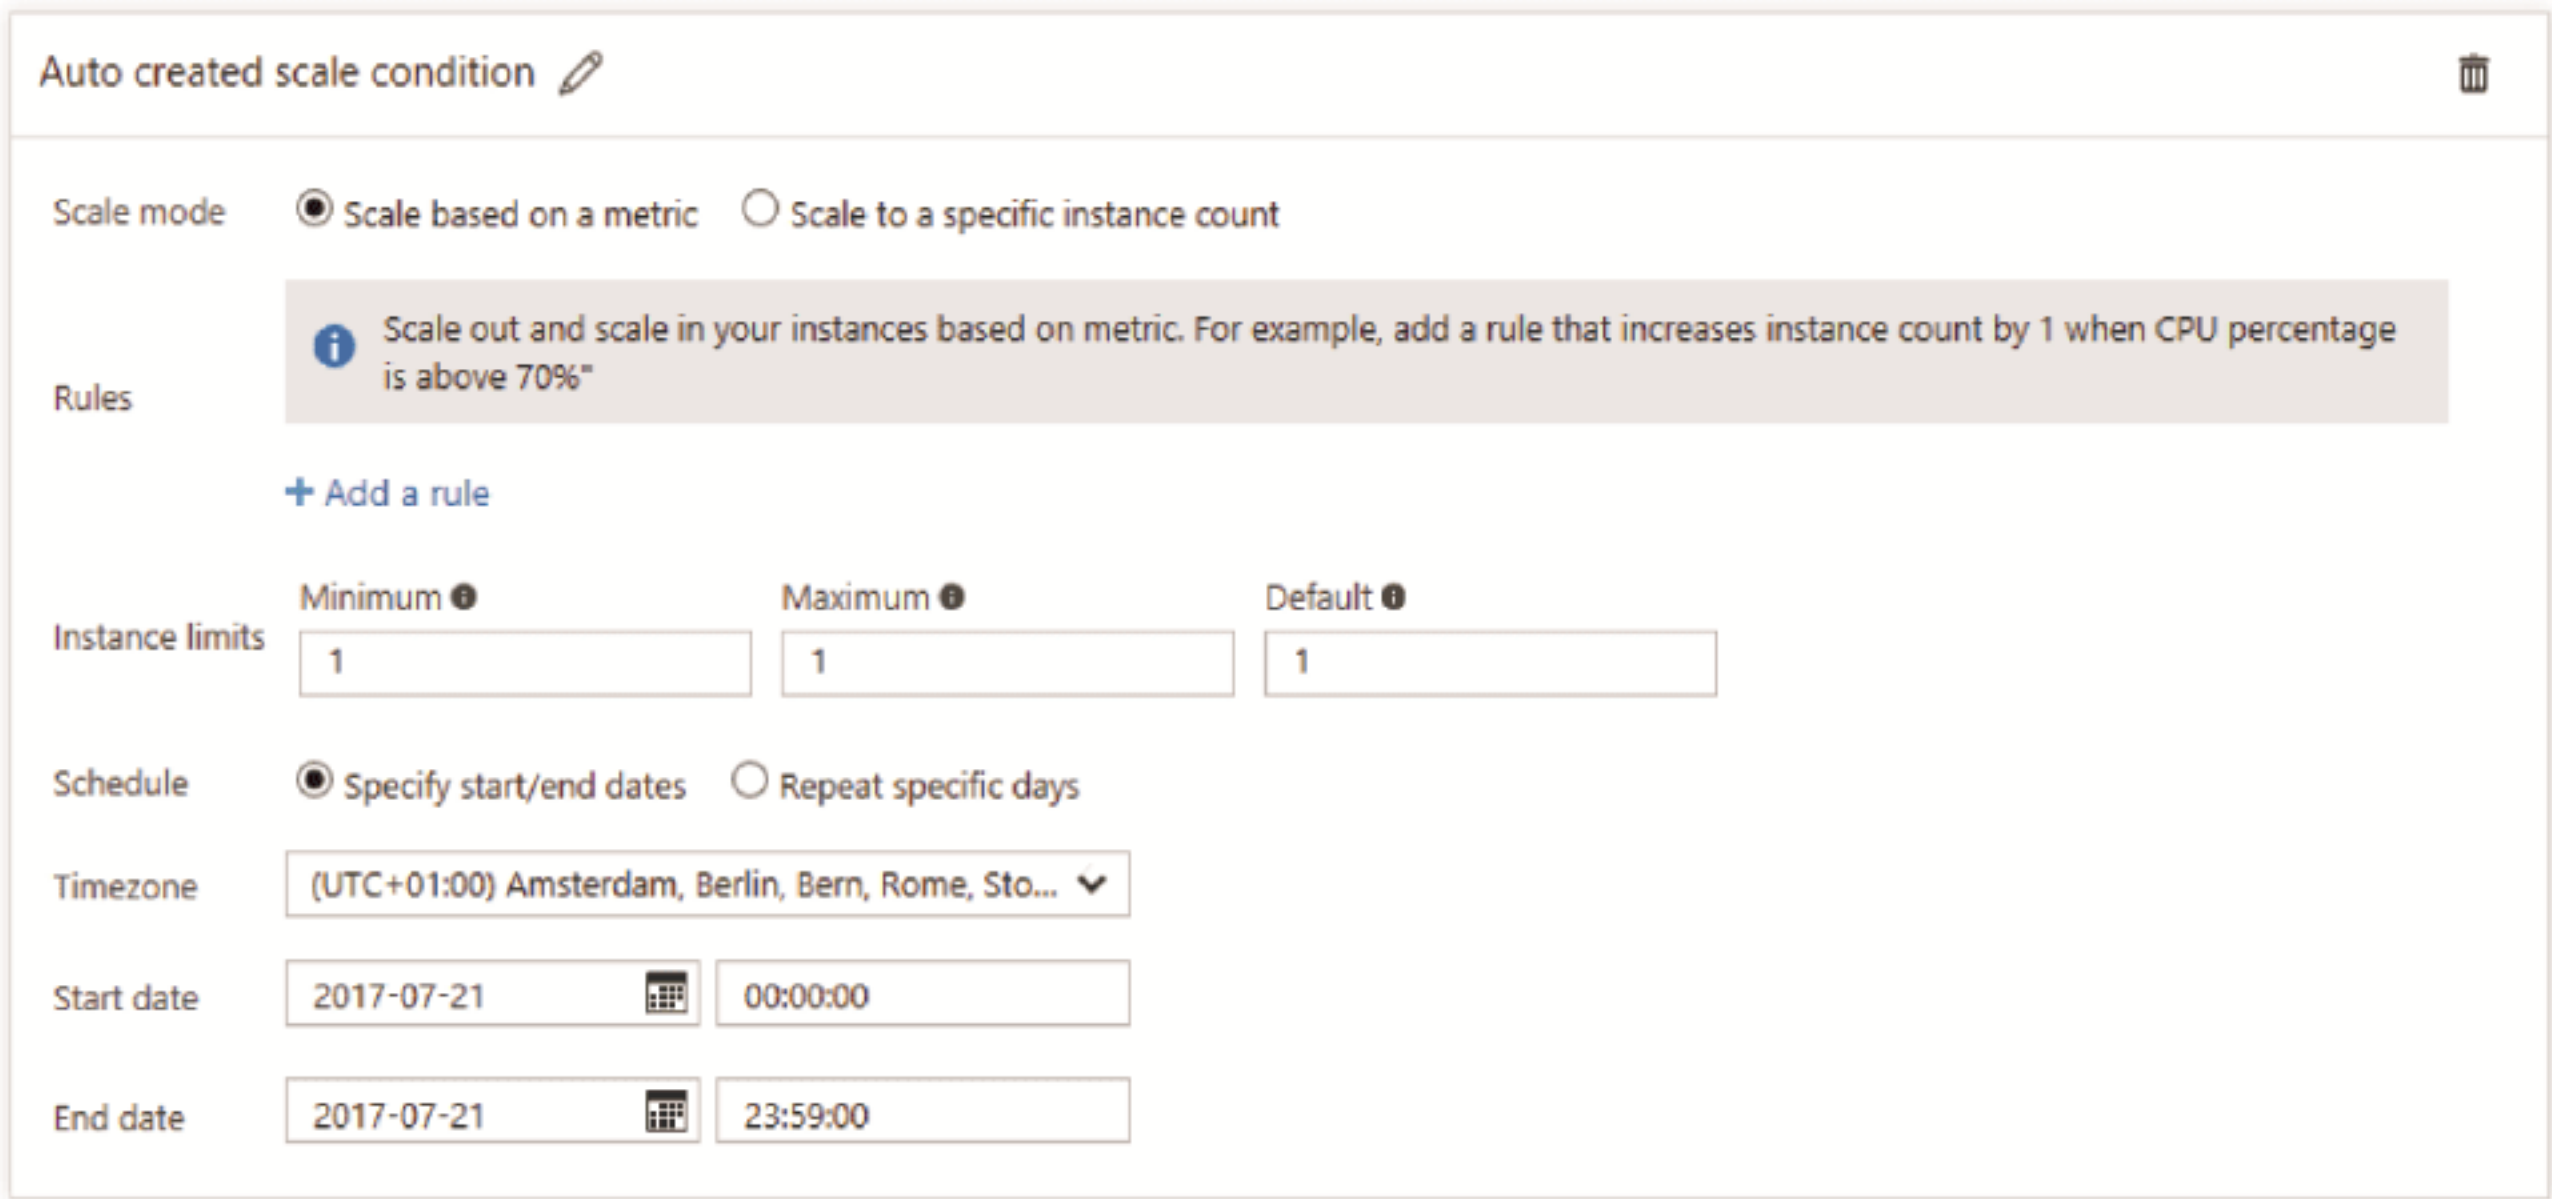 Auto created scale condition
Scale mode
Scale based on a metric
Scale to a specific instance count
Rules
Scale out and scale in your instances based on metric. For example, add a rule that increases instance count by 1 when CPU percentage
is above 70%"
+ Add a rule
Instance limits
Minimum
Maximum
Default
1
1
1
Schedule
Specify start/end dates
Repeat specific days
Timezone
(UTC+01:00) Amsterdam, Berlin, Bern, Rome, Sto...
Start date
2017-07-21
00:00:00
End date
2017-07-21
23:59:00